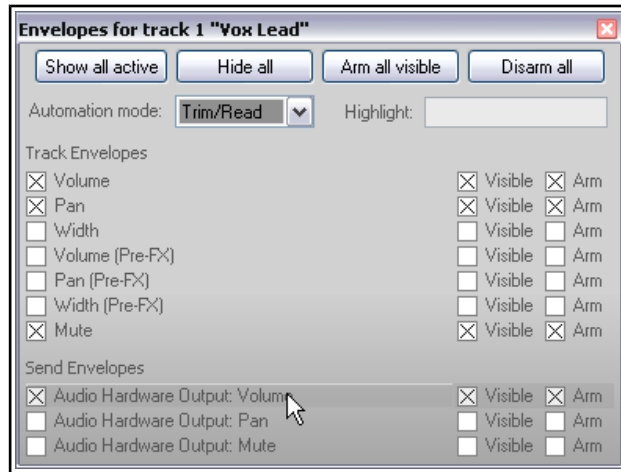 Envelopes for track 1 "Vox Lead"
Show all active Hide all Arm all visible Disarm all
Automation mode: Trim/Read Highlight:
Track Envelopes
Volume Visible Arm
Pan Visible Arm
Width Visible Arm
Volume (Pre-FX) Visible Arm
Pan (Pre-FX) Visible Arm
Width (Pre-FX) Visible Arm
Mute Visible Arm
Send Envelopes
Audio Hardware Output: Volume Visible Arm
Audio Hardware Output: Pan Visible Arm
Audio Hardware Output: Mute Visible Arm